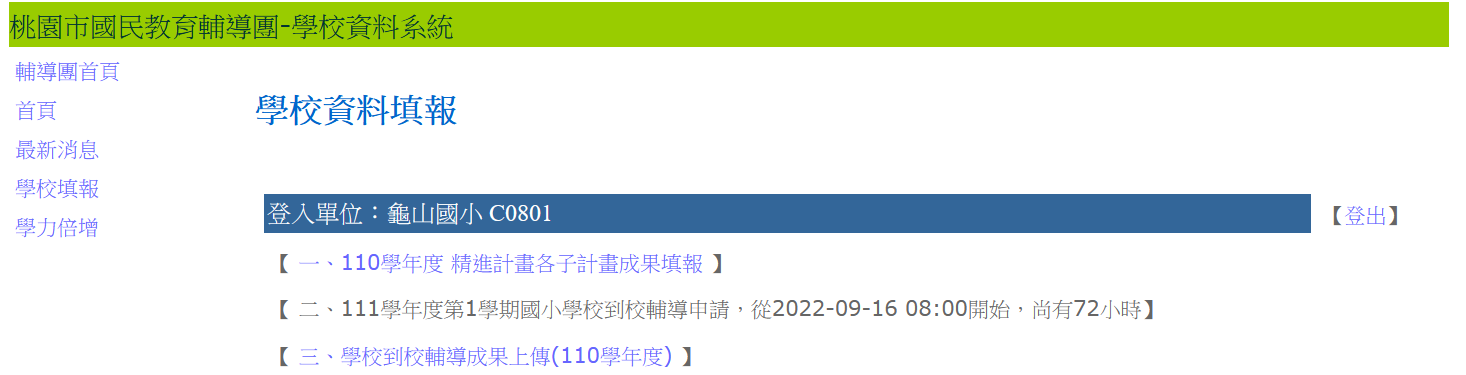 桃園市國民教育輔導團-學校資料系統
輔導團首頁
首頁
最新消息
學校填報
學力倍增
學校資料填報
登入單位：龜山國小 C0801
【登出】
【 一、110學年度 精進計畫各子計畫成果填報 】
【 二、111學年度第1學期國小學校到校輔導申請，從2022-09-16 08:00開始，尚有72小時】
【 三、學校到校輔導成果上傳(110學年度) 】